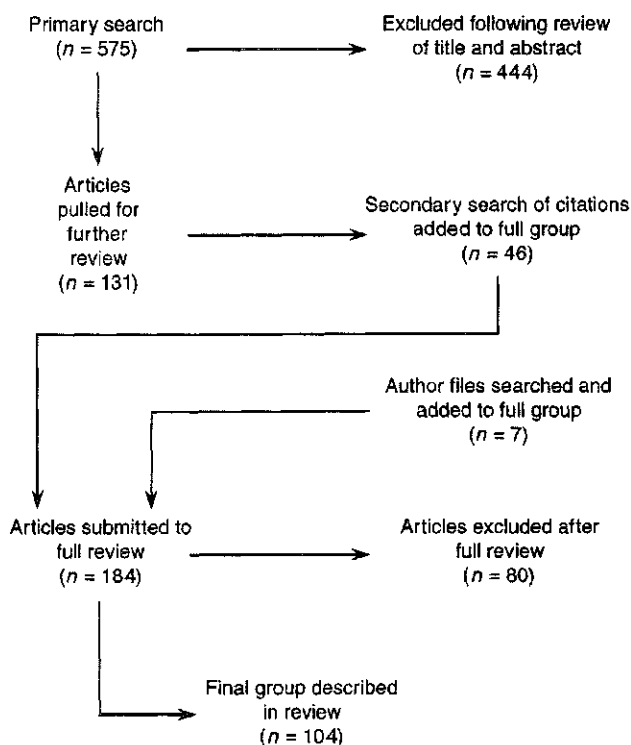 Primary search
(n = 575)
Excluded following review
of title and abstract
(n = 444)
Articles
pulled for
further
review
(n = 131)
Secondary search of citations
added to full group
(n = 46)
Author files searched and
added to full group
(n = 7)
Articles submitted to
full review
(n = 184)
Articles excluded after
full review
(n = 80)
Final group described
in review
(n = 104)